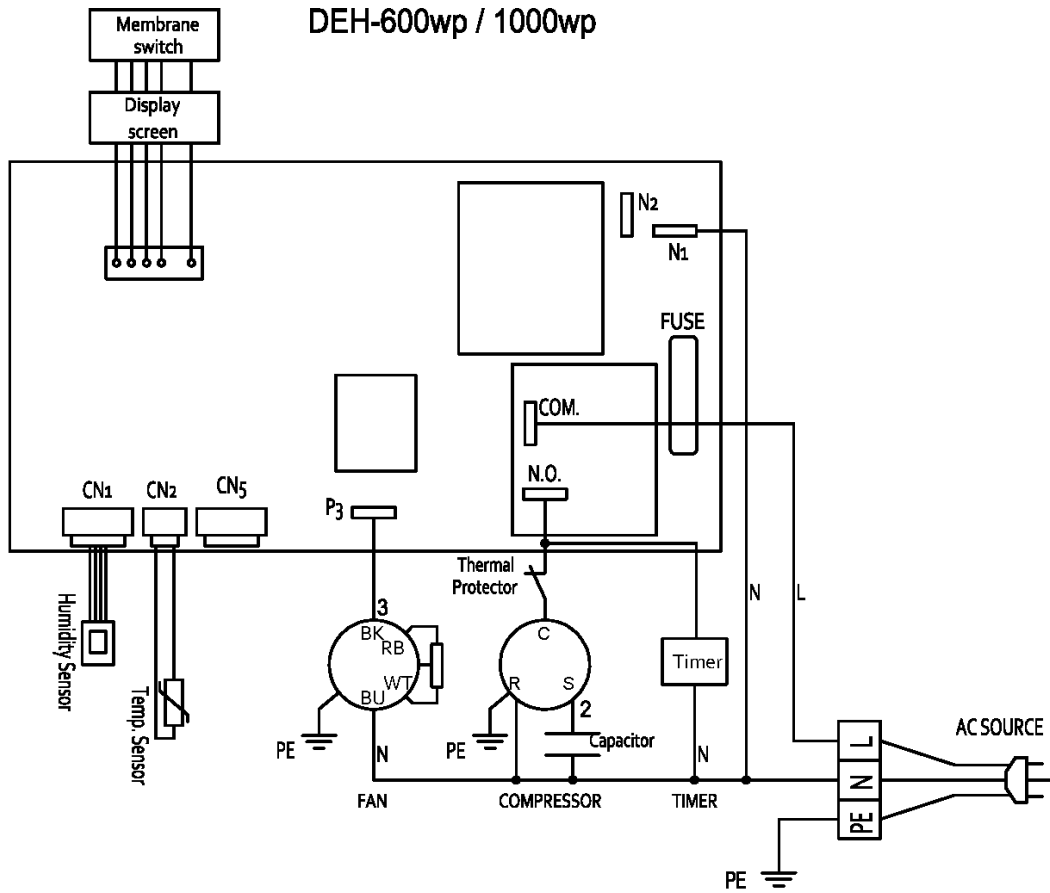 DEH-600wp / 1000wp
Membrane
switch
Display
screen
N2
N1
FUSE
COM.
N.O.
CN1
CN2
CN5
P3
Thermal
Protector
Humidity Sensor
Temp. Sensor
3
BK
RB
WT
BU
PE
N
C
R
S
2
PE
Capacitor
Timer
N
N
L
L
N
PE
AC SOURCE
FAN
COMPRESSOR
TIMER
PE